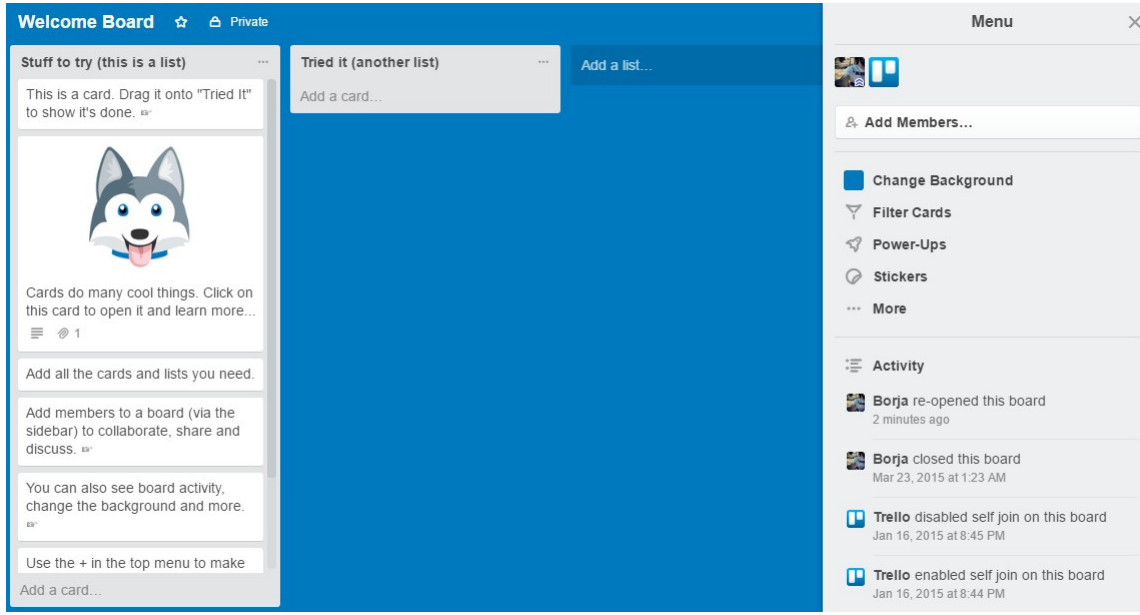 Welcome Board
Private
Stuff to try (this is a list)
This is a card. Drag it onto "Tried It"
to show it's done. ☞
Cards do many cool things. Click on
this card to open it and learn more...
1
Add all the cards and lists you need.
Add members to a board (via the
sidebar) to collaborate, share and
discuss. ☞
You can also see board activity,
change the background and more.
☞
Use the + in the top menu to make
Add a card...
Tried it (another list)
Add a card...
Add a list...
Menu
Add Members...
Change Background
Filter Cards
Power-Ups
Stickers
More
Activity
Borja re-opened this board
2 minutes ago
Borja closed this board
Mar 23, 2015 at 1:23 AM
Trello disabled self join on this board
Jan 16, 2015 at 8:45 PM
Trello enabled self join on this board
Jan 16, 2015 at 8:44 PM